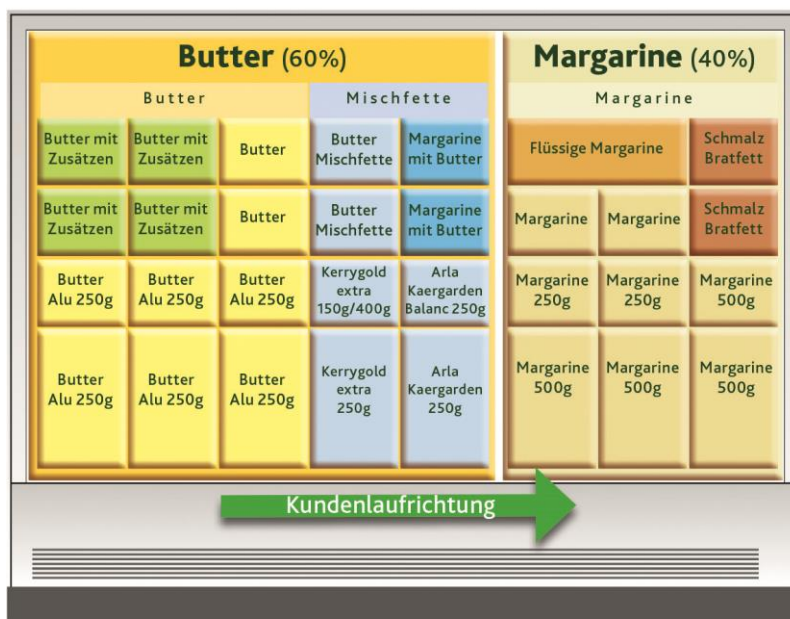 Butter (60%)
Margarine (40%)
Butter
Mischfette
Margarine
Butter mit
Zusätzen
Butter mit
Zusätzen
Butter
Butter
Mischfette
Margarine
mit Butter
Flüssige Margarine
Schmalz
Bratfett
Butter mit
Zusätzen
Butter mit
Zusätzen
Butter
Butter
Mischfette
Margarine
mit Butter
Margarine
Margarine
Schmalz
Bratfett
Butter
Alu 250g
Butter
Alu 250g
Butter
Alu 250g
Kerrygold
extra
150g/400g
Arla
Kaergarden
Balanc 250g
Margarine
250g
Margarine
250g
Margarine
500g
Butter
Alu 250g
Butter
Alu 250g
Butter
Alu 250g
Kerrygold
extra
250g
Arla
Kaergarden
250g
Margarine
500g
Margarine
500g
Margarine
500g
Kundenlaufrichtung